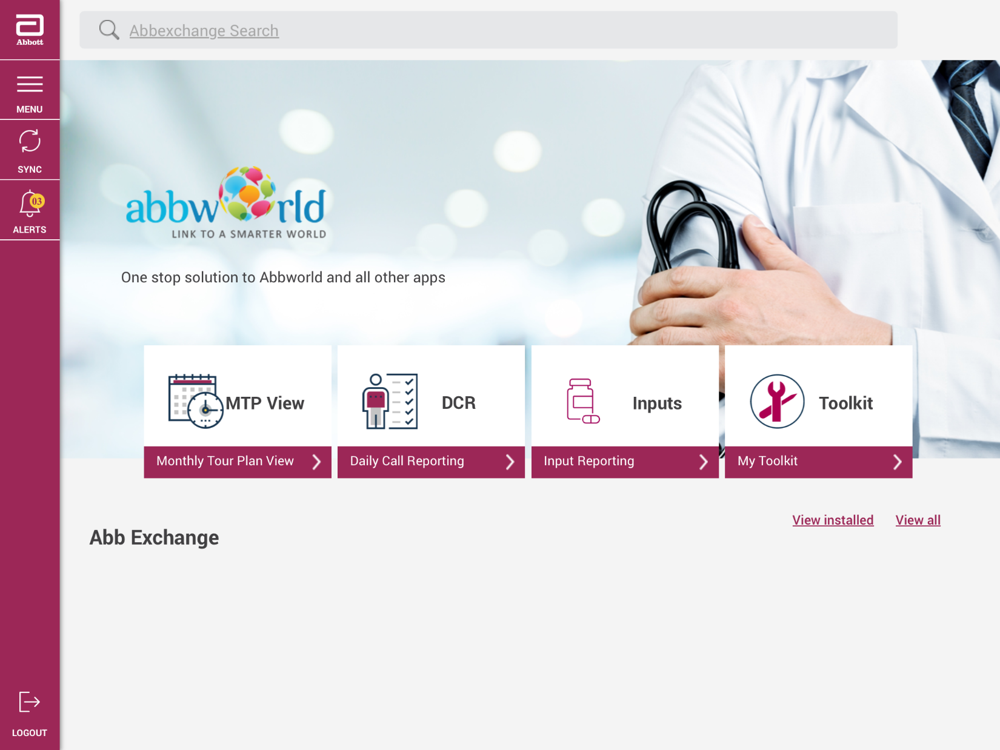 Abbott
MENU
SYNC
03
ALERTS
LOGOUT
Abbexchange Search
abbworld
LINK TO A SMARTER WORLD
One stop solution to Abbworld and all other apps
MTP View
Monthly Tour Plan View
DCR
Daily Call Reporting
Inputs
Input Reporting
Toolkit
My Toolkit
View installed View all
Abb Exchange